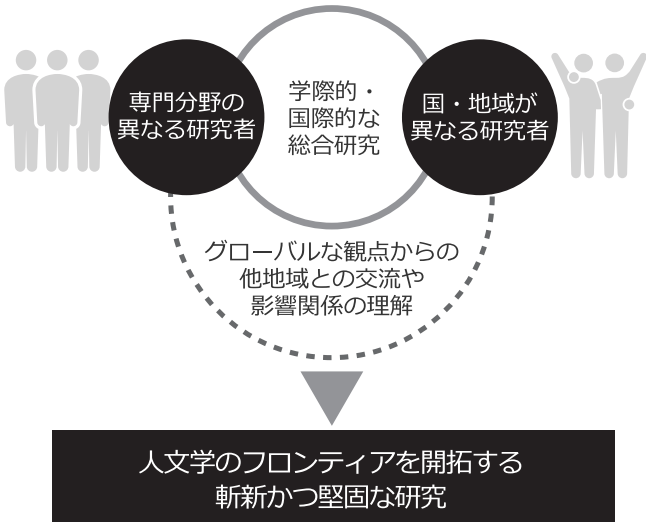 専門分野の
異なる研究者
学際的・
国際的な
総合研究
国・地域が
異なる研究者
グローバルな観点からの
他地域との交流や
影響関係の理解
人文学のフロンティアを開拓する
斬新かつ堅固な研究